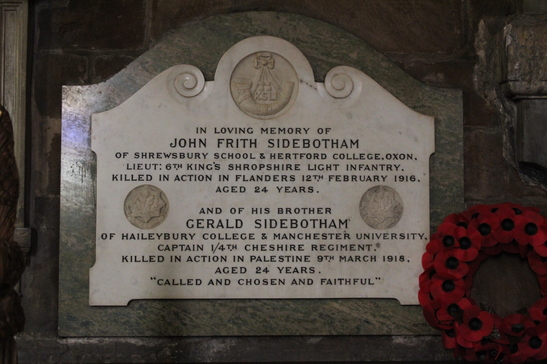 IN LOVING MEMORY OF
JOHN FRITH SIDEBOTHAM
OF SHREWSBURY SCHOOL & HERTFORD COLLEGE, OXON,
LIEUT: 6TH KING'S SHROPSHIRE LIGHT INFANTRY,
KILLED IN ACTION IN FLANDERS 12TH FEBRUARY 1916,
AGED 24 YEARS.
AND OF HIS BROTHER
GERALD SIDEBOTHAM
OF HAILEYBURY COLLEGE & MANCHESTER UNIVERSITY,
CAPTAIN 1/4TH CHESHIRE REGIMENT,
KILLED IN ACTION IN PALESTINE 9TH MARCH 1918,
AGED 24 YEARS.
"CALLED AND CHOSEN AND FAITHFUL"